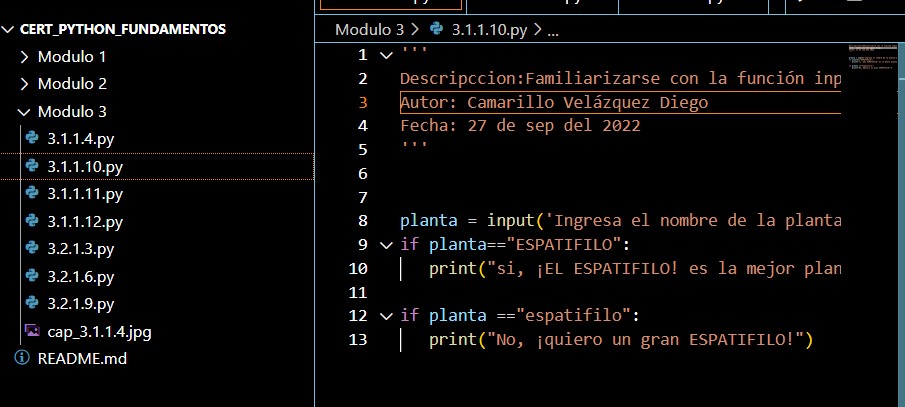 CERT_PYTHON_FUNDAMENTOS
Modulo 1
Modulo 2
Modulo 3
3.1.1.4.py
3.1.1.10.py
3.1.1.11.py
3.1.1.12.py
3.2.1.3.py
3.2.1.6.py
3.2.1.9.py
cap_3.1.1.4.jpg
README.md
Modulo 3 > 3.1.1.10.py > ...
1 '''
2 Descripccion:Familiarizarse con la función inp
3 Autor: Camarillo Velázquez Diego
4 Fecha: 27 de sep del 2022
5 '''
6
7
8 planta = input('Ingresa el nombre de la planta
9 if planta=="ESPATIFILO":
10 print("si, ¡EL ESPATIFILO! es la mejor plan
11
12 if planta =="espatifilo":
13 print("No, ¡quiero un gran ESPATIFILO!")